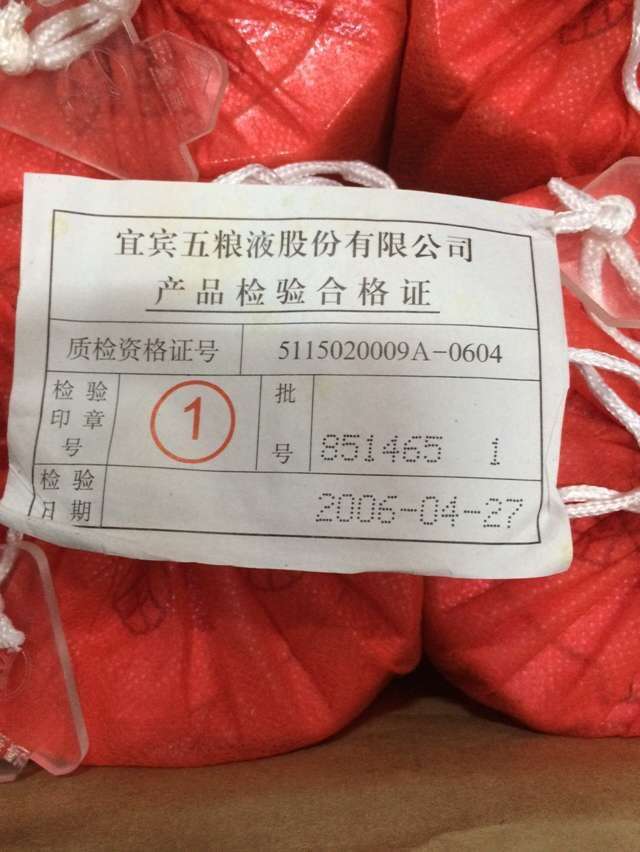 宜宾五粮液股份有限公司
产品检验合格证
质检资格证号 5115020009A-0604
检验印章号 1 批号 851465 1
检验日期 2006-04-27